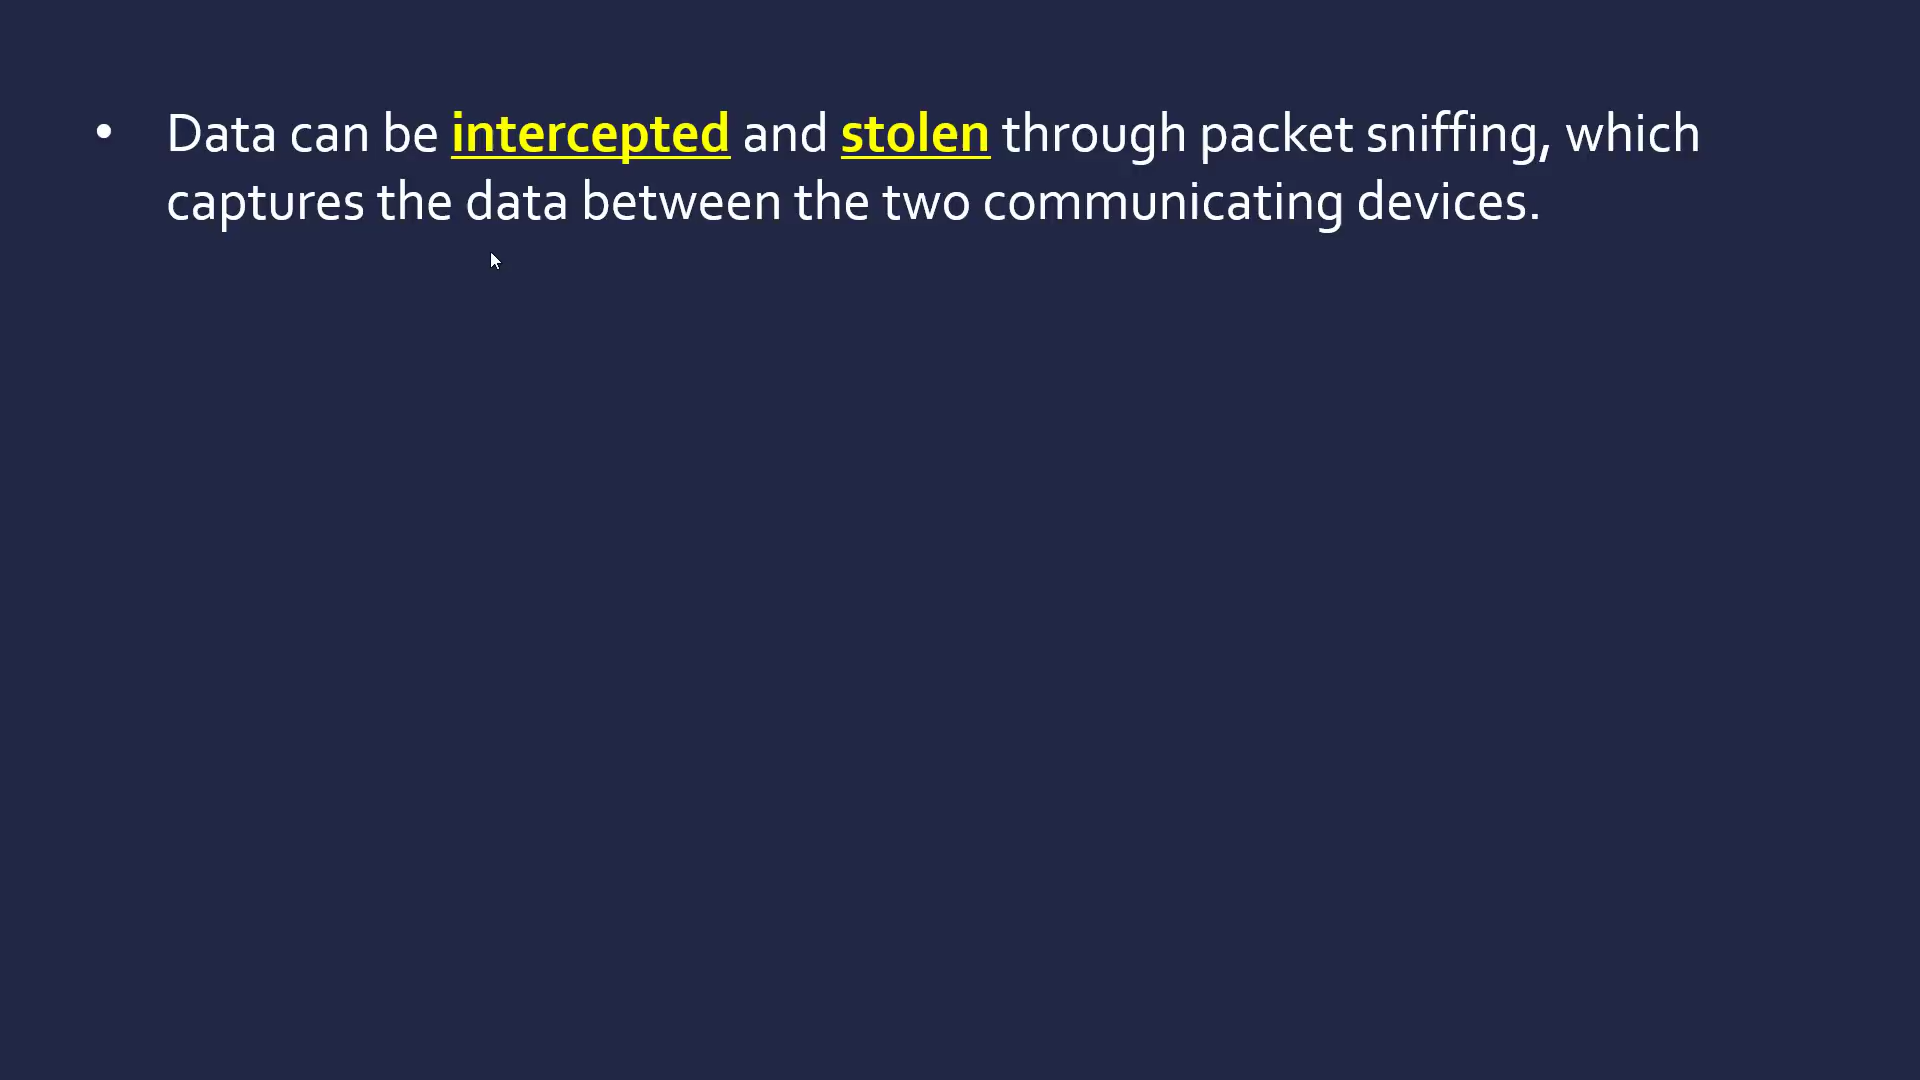 • Data can be intercepted and stolen through packet sniffing, which
captures the data between the two communicating devices.